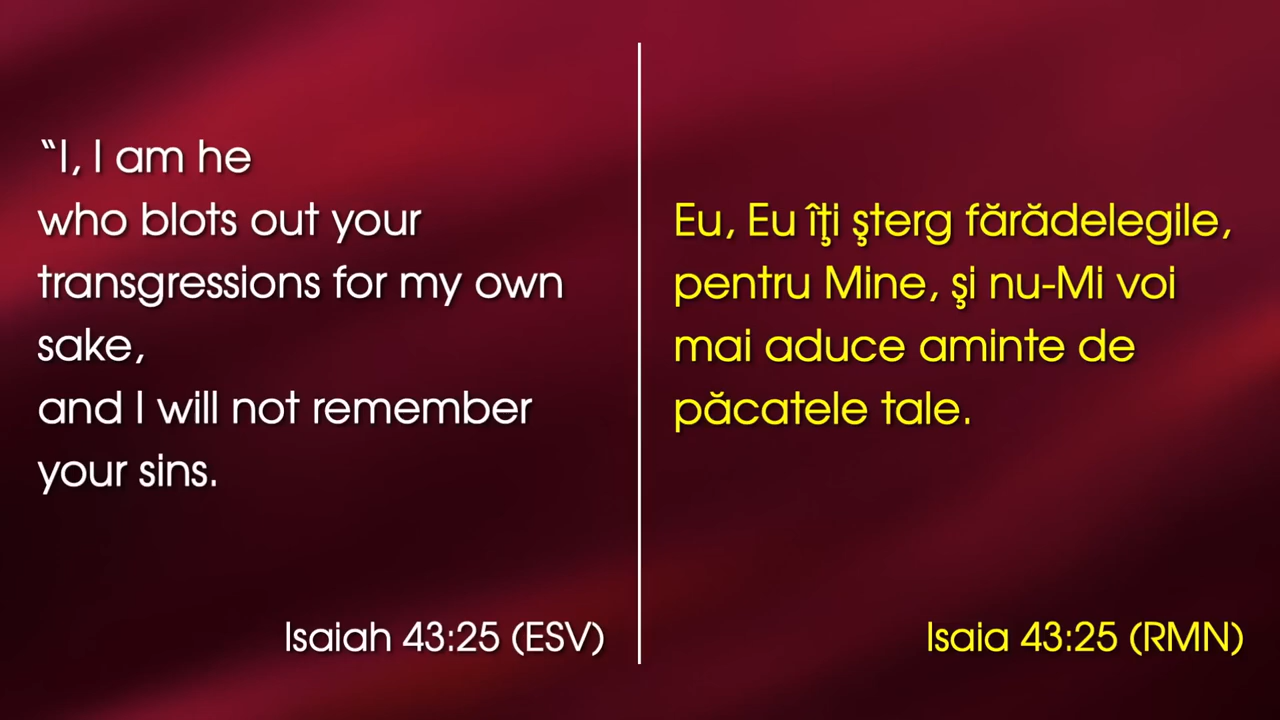 “I, I am he
who blots out your
transgressions for my own
sake,
and I will not remember
your sins.
Isaiah 43:25 (ESV)
Eu, Eu îţi şterg fărădelegile,
pentru Mine, şi nu-Mi voi
mai aduce aminte de
păcatele tale.
Isaia 43:25 (RMN)